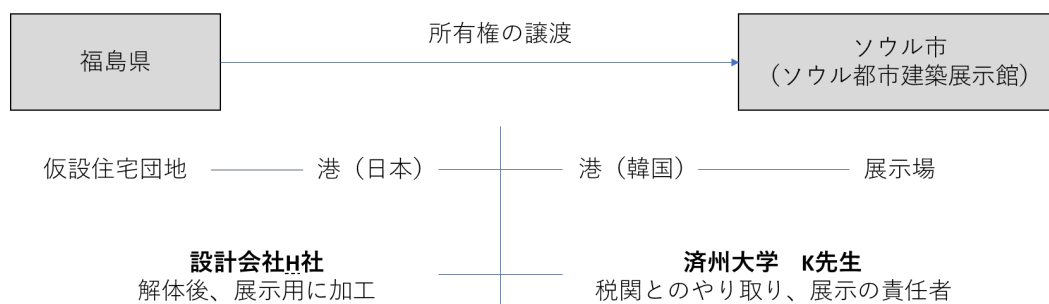 所有権の譲渡
福島県
ソウル市
（ソウル都市建築展示館）
仮設住宅団地
港（日本）
港（韓国）
展示場
設計会社H社
解体後、展示用に加工
済州大学　K先生
税関とのやり取り、展示の責任者